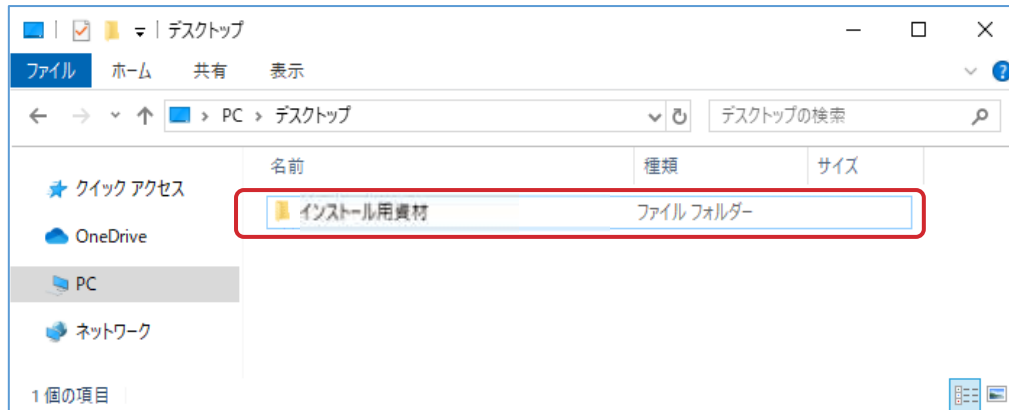 デスクトップ
ファイル ホーム 共有 表示
PC デスクトップ デスクトップの検索
名前 種類 サイズ
クイック アクセス
インストール用資材 ファイル フォルダー
OneDrive
PC
ネットワーク
1 個の項目